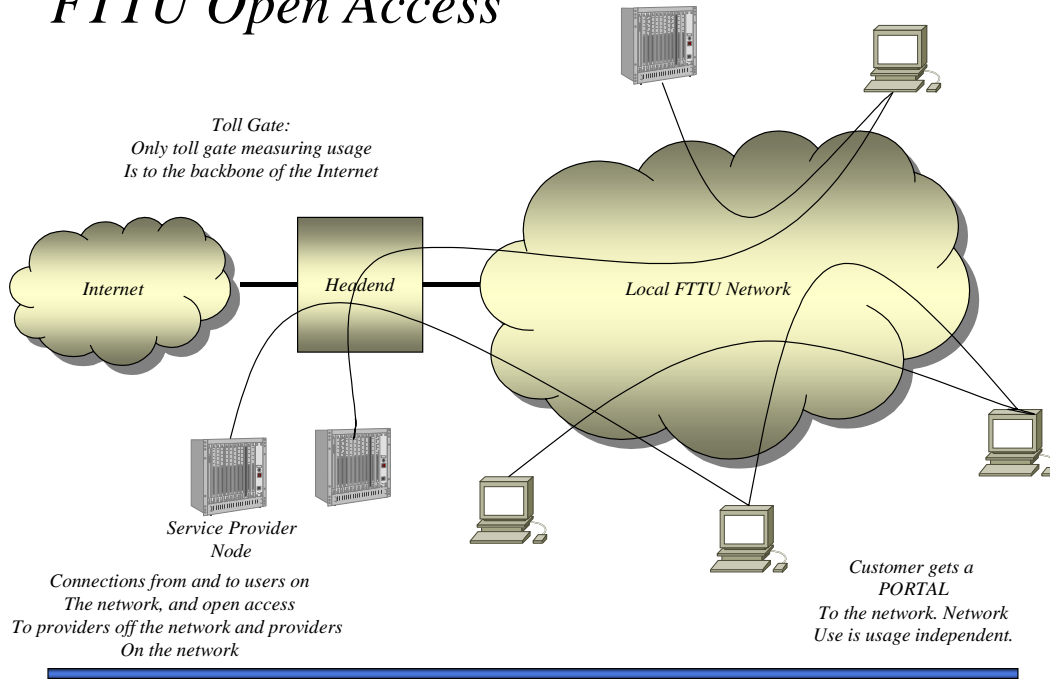 FTTU Open Access
Toll Gate:
Only toll gate measuring usage
Is to the backbone of the Internet
Internet
Headend
Local FTTU Network
Service Provider
Node
Connections from and to users on
The network, and open access
To providers off the network and providers
On the network
Customer gets a
PORTAL
To the network. Network
Use is usage independent.